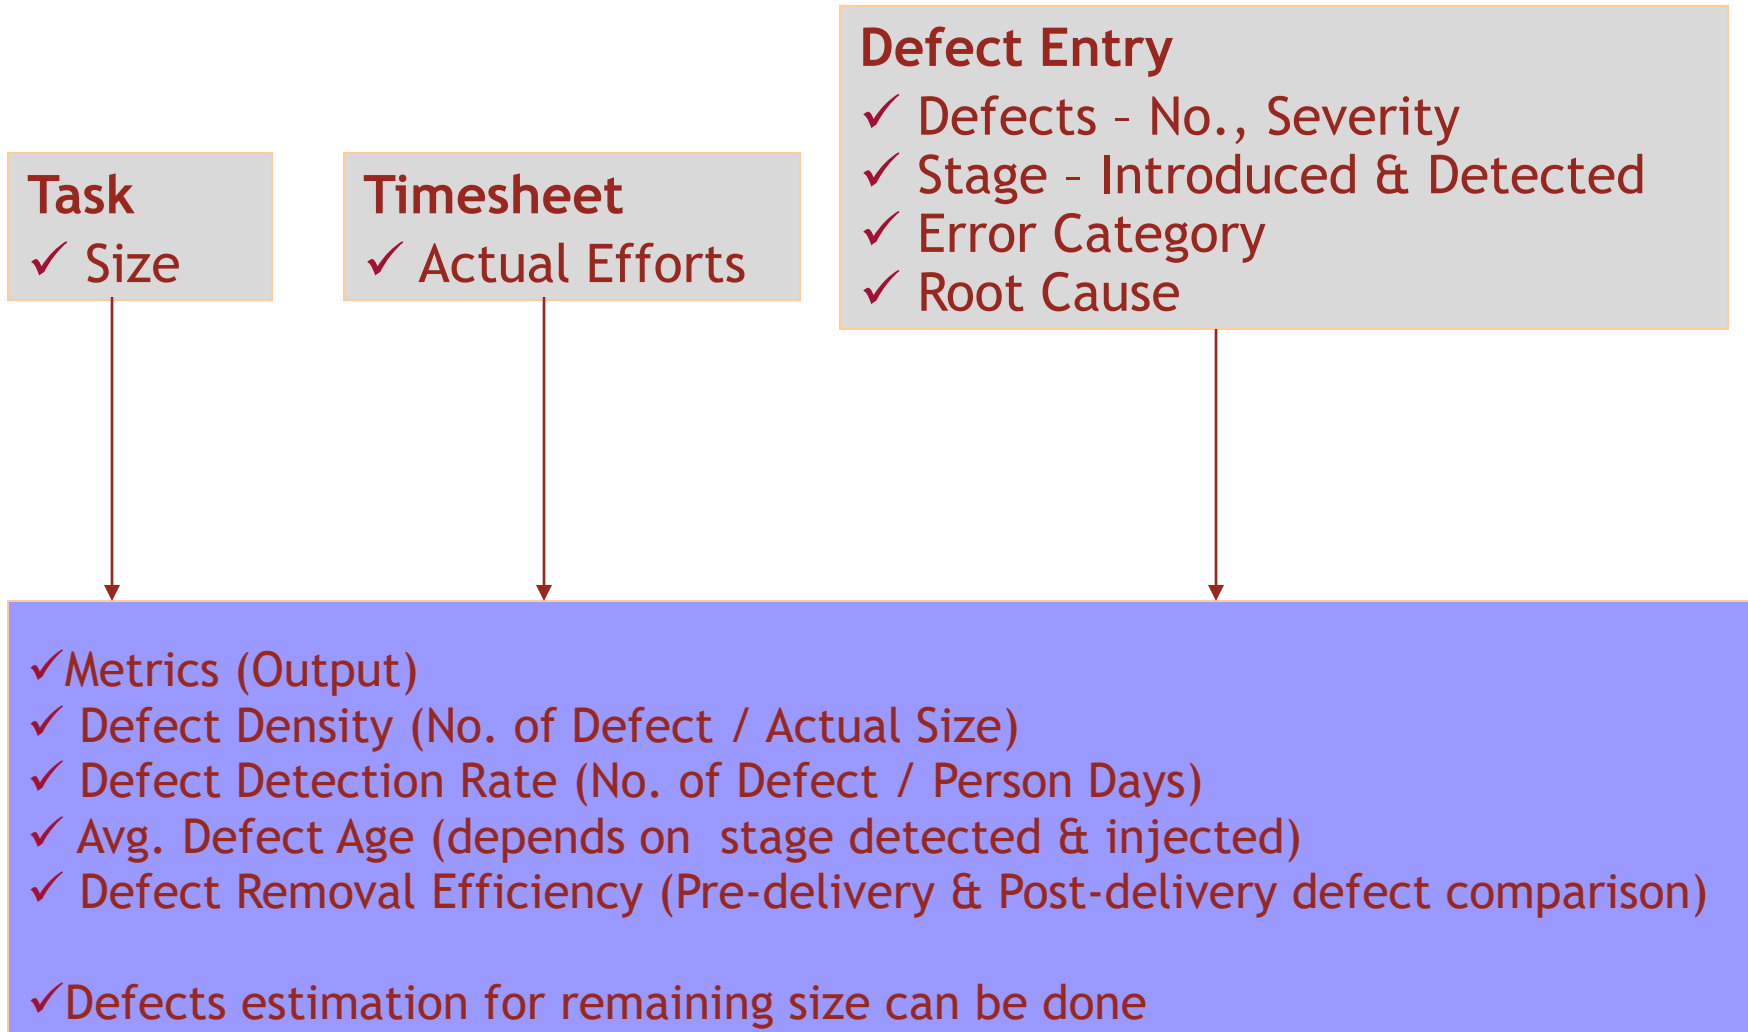 Task
✓ Size
Timesheet
✓ Actual Efforts
Defect Entry
✓ Defects – No., Severity
✓ Stage – Introduced & Detected
✓ Error Category
✓ Root Cause
✓Metrics (Output)
✓ Defect Density (No. of Defect / Actual Size)
✓ Defect Detection Rate (No. of Defect / Person Days)
✓ Avg. Defect Age (depends on  stage detected & injected)
✓ Defect Removal Efficiency (Pre-delivery & Post-delivery defect comparison)
✓Defects estimation for remaining size can be done